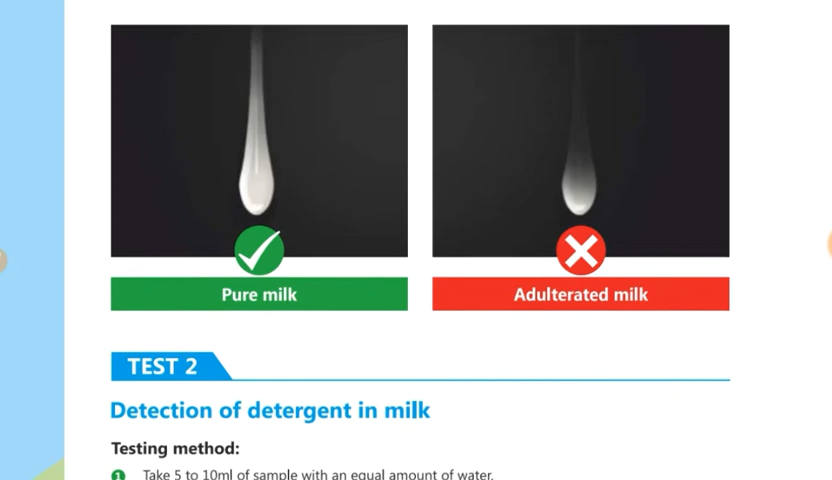 Pure milk
Adulterated milk
TEST 2
Detection of detergent in milk
Testing method:
1 Take 5 to 10ml of sample with an equal amount of water.